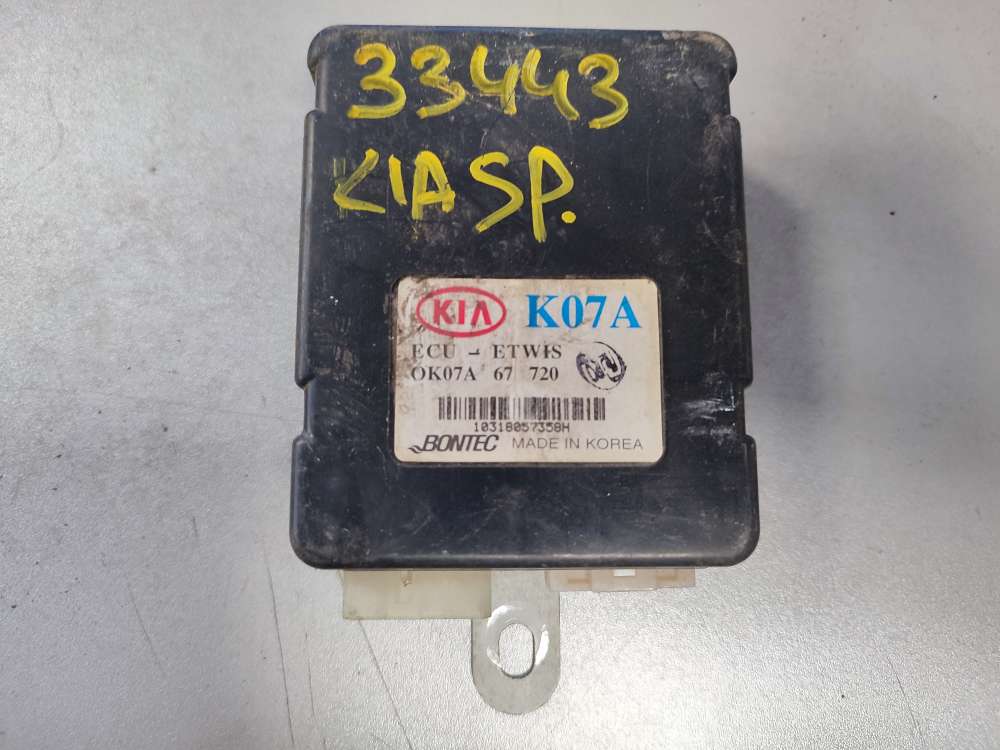 33443
KIA SP.
KIA K07A
ECU - ETWIS
OK07A 67 720
10318057358H
BONTEC MADE IN KOREA